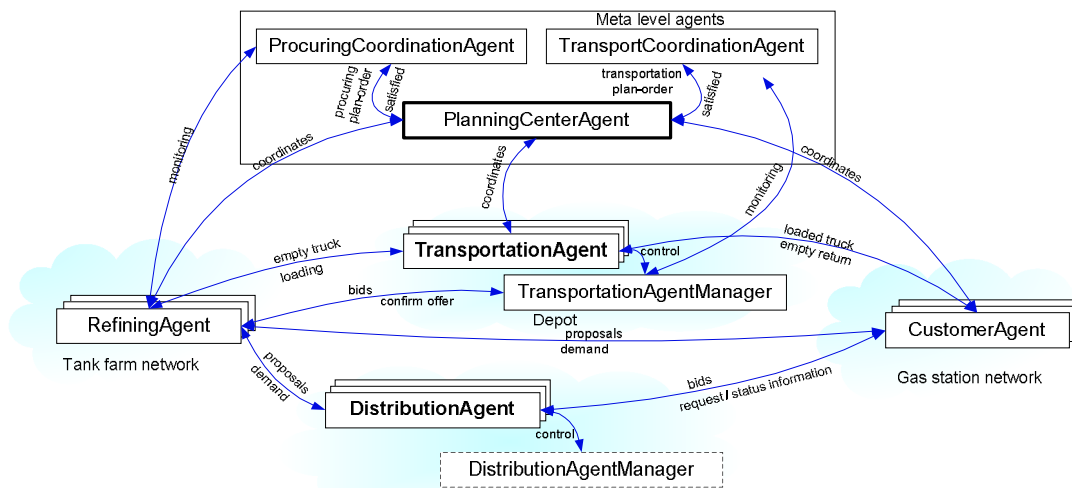 Meta level agents
ProcuringCoordinationAgent
TransportCoordinationAgent
procuring
plan-order
satisfied
transportation
plan-order
satisfied
PlanningCenterAgent
monitoring
coordinates
coordinates
monitoring
coordinates
TransportationAgent
control
empty truck
loading
loaded truck
empty return
TransportationAgentManager
bids
confirm offer
Depot
RefiningAgent
CustomerAgent
proposals
demand
Tank farm network
Gas station network
proposals
demand
bids
request / status information
DistributionAgent
control
DistributionAgentManager